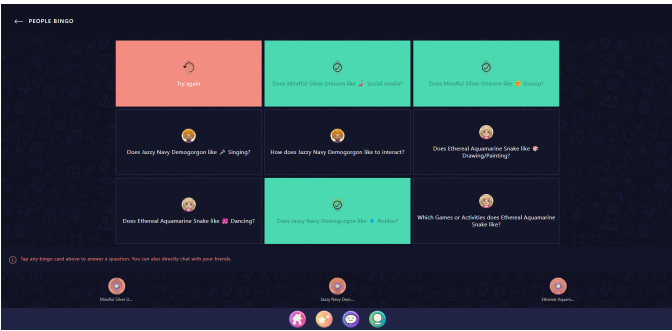 PEOPLE BINGO
Try again
Does Mindful Silver Unicorn like Social media?
Does Mindful Silver Unicorn like Gossip?
Does Jazzy Navy Demogorgon like Singing?
How does Jazzy Navy Demogorgon like to interact?
Does Ethereal Aquamarine Snake like
Drawing/Painting?
Does Ethereal Aquamarine Snake like Dancing?
Does Jazzy Navy Demogorgon like Roblox?
Which Games or Activities does Ethereal Aquamarine
Snake like?
Tap any bingo card above to answer a question. You can also directly chat with your friends.
Mindful Silver U...
Jazzy Navy Dem...
Ethereal Aquam...